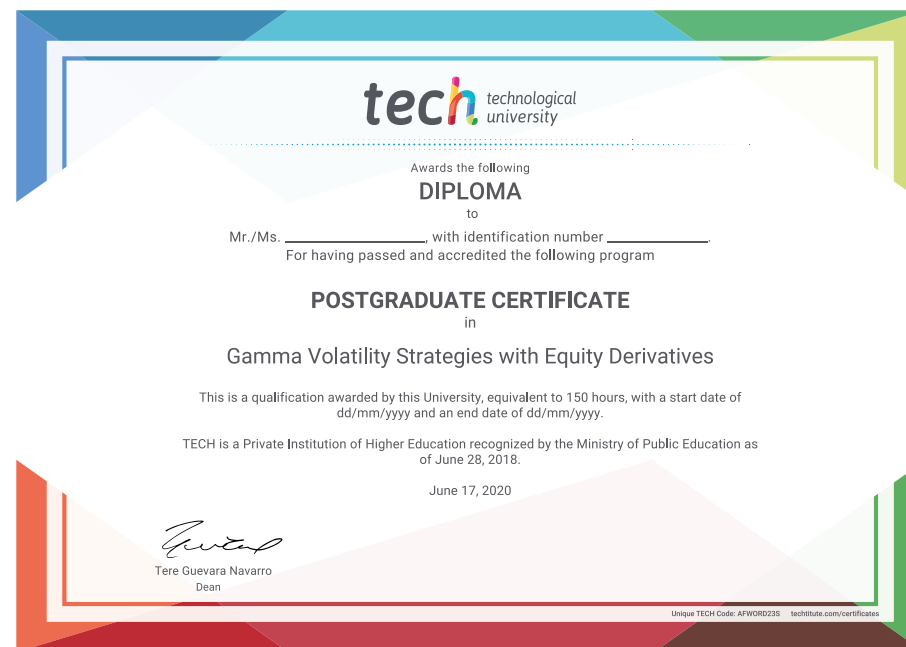 tech technological
university
Awards the following
DIPLOMA
to
Mr./Ms. ____________________, with identification number ______________.
For having passed and accredited the following program
POSTGRADUATE CERTIFICATE
in
Gamma Volatility Strategies with Equity Derivatives
This is a qualification awarded by this University, equivalent to 150 hours, with a start date of
dd/mm/yyyy and an end date of dd/mm/yyyy.
TECH is a Private Institution of Higher Education recognized by the Ministry of Public Education as
of June 28, 2018.
June 17, 2020
Tere Guevara Navarro
Dean
Unique TECH Code: AFWORD23S techtitute.com/certificates